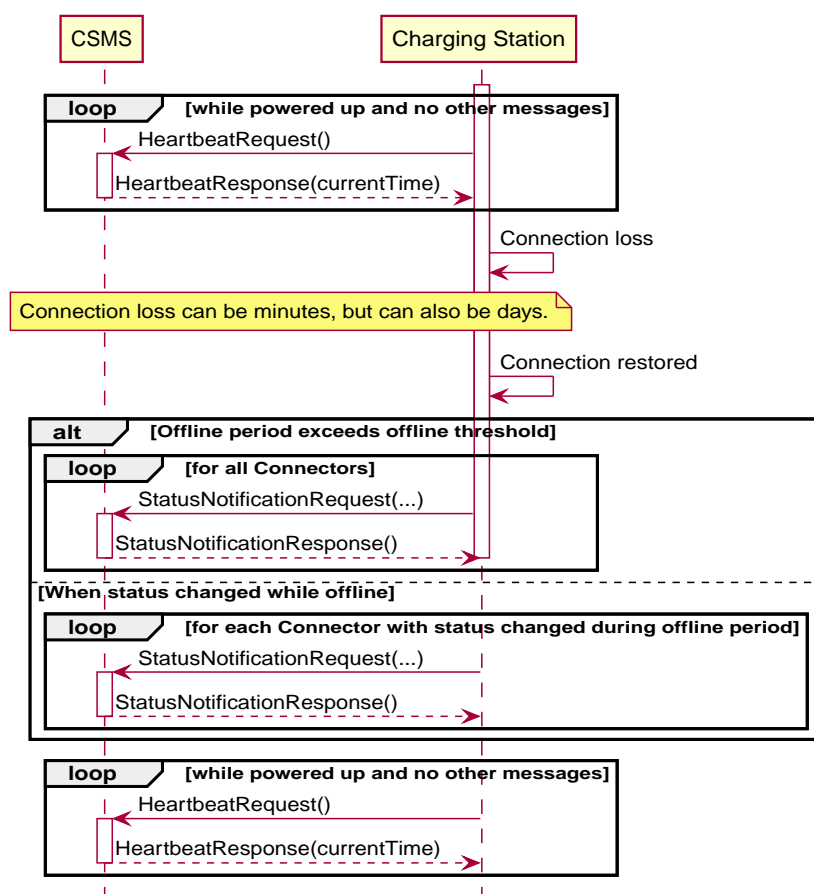 CSMS
Charging Station
loop
[while powered up and no other messages]
HeartbeatRequest()
HeartbeatResponse(currentTime)
Connection loss
Connection loss can be minutes, but can also be days.
Connection restored
alt
[Offline period exceeds offline threshold]
loop
[for all Connectors]
StatusNotificationRequest(...)
StatusNotificationResponse()
[When status changed while offline]
loop
[for each Connector with status changed during offline period]
StatusNotificationRequest(...)
StatusNotificationResponse()
loop
[while powered up and no other messages]
HeartbeatRequest()
HeartbeatResponse(currentTime)